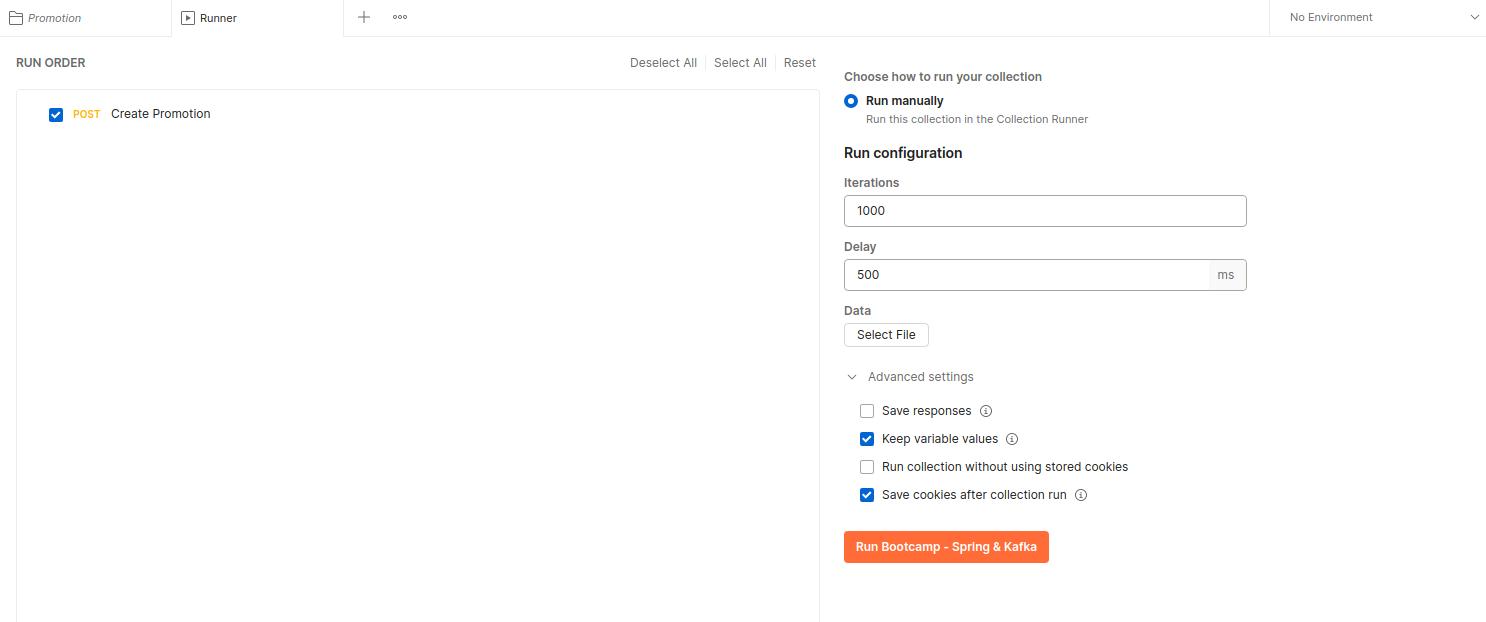 Promotion
Runner
No Environment
RUN ORDER
Deselect All
Select All
Reset
POST Create Promotion
Choose how to run your collection
Run manually
Run this collection in the Collection Runner
Run configuration
Iterations
1000
Delay
500 ms
Data
Select File
Advanced settings
Save responses
Keep variable values
Run collection without using stored cookies
Save cookies after collection run
Run Bootcamp - Spring & Kafka